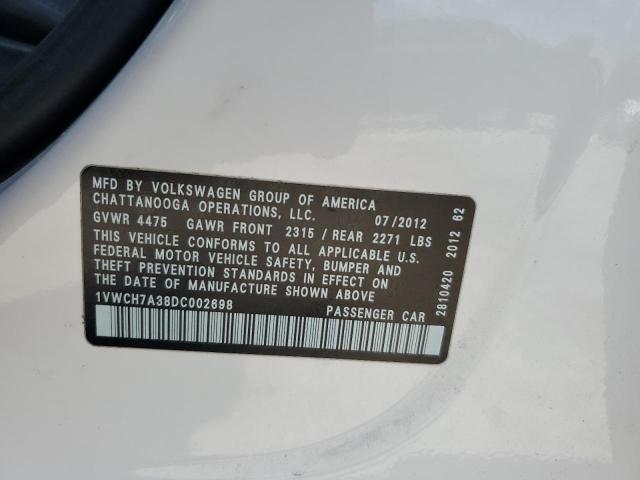 MFD BY VOLKSWAGEN GROUP OF AMERICA
CHATTANOOGA OPERATIONS, LLC. 07/2012
GVWR 4475 GAWR FRONT 2315 / REAR 2271 LBS
THIS VEHICLE CONFORMS TO ALL APPLICABLE U.S.
FEDERAL MOTOR VEHICLE SAFETY, BUMPER AND
THEFT PREVENTION STANDARDS IN EFFECT ON
THE DATE OF MANUFACTURE SHOWN ABOVE
1VWCH7A38DC002698 PASSENGER CAR
2810420 2012 62